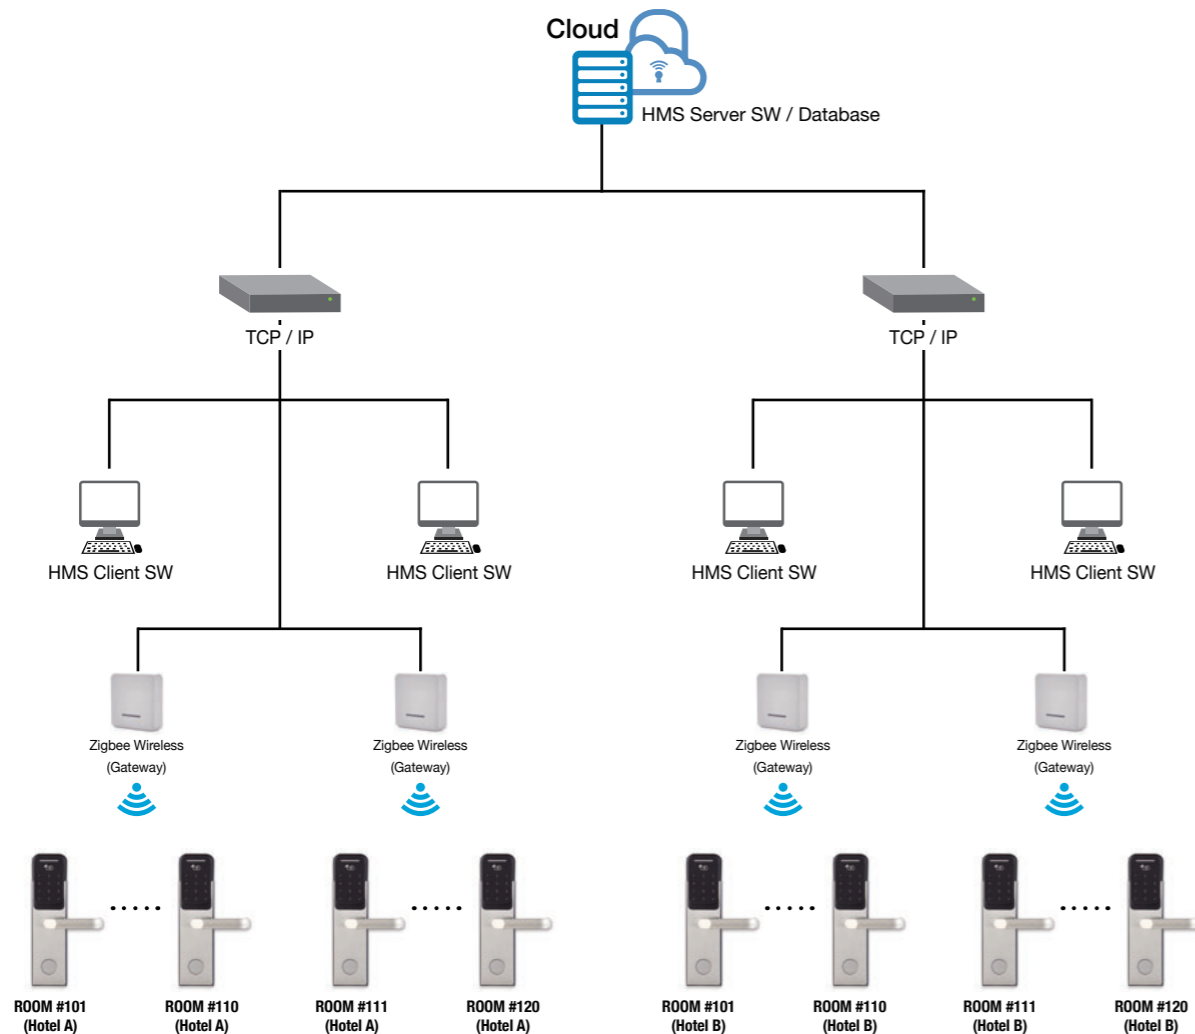 Cloud
HMS Server SW / Database
TCP / IP
TCP / IP
HMS Client SW
HMS Client SW
HMS Client SW
HMS Client SW
Zigbee Wireless
(Gateway)
Zigbee Wireless
(Gateway)
Zigbee Wireless
(Gateway)
Zigbee Wireless
(Gateway)
ROOM #101
(Hotel A)
ROOM #110
(Hotel A)
ROOM #111
(Hotel A)
ROOM #120
(Hotel A)
ROOM #101
(Hotel B)
ROOM #110
(Hotel B)
ROOM #111
(Hotel B)
ROOM #120
(Hotel B)